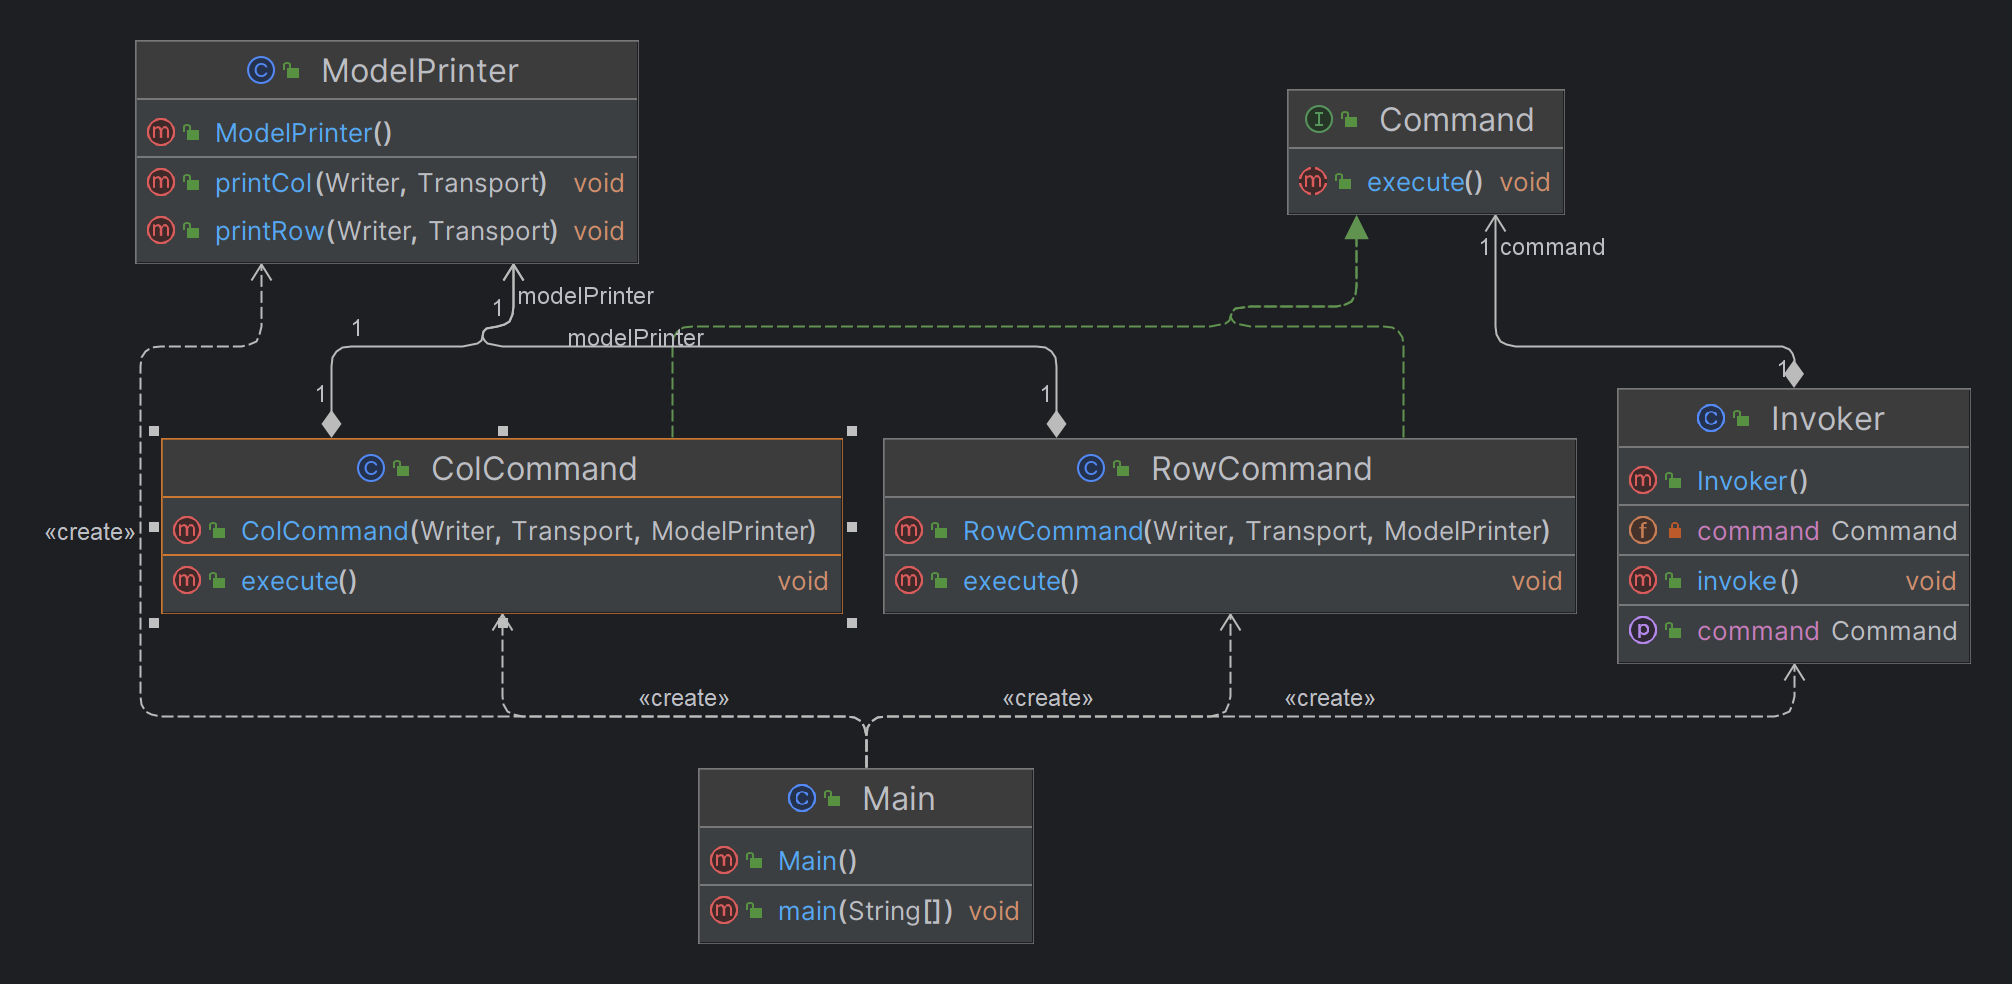 ModelPrinter
ModelPrinter()
printCol(Writer, Transport) void
printRow(Writer, Transport) void
Command
execute() void
1 command
1 modelPrinter
1
modelPrinter
1
1
1
ColCommand
ColCommand(Writer, Transport, ModelPrinter)
execute() void
RowCommand
RowCommand(Writer, Transport, ModelPrinter)
execute() void
Invoker
Invoker()
command Command
invoke() void
command Command
«create»
«create»
«create»
«create»
Main
Main()
main(String[]) void